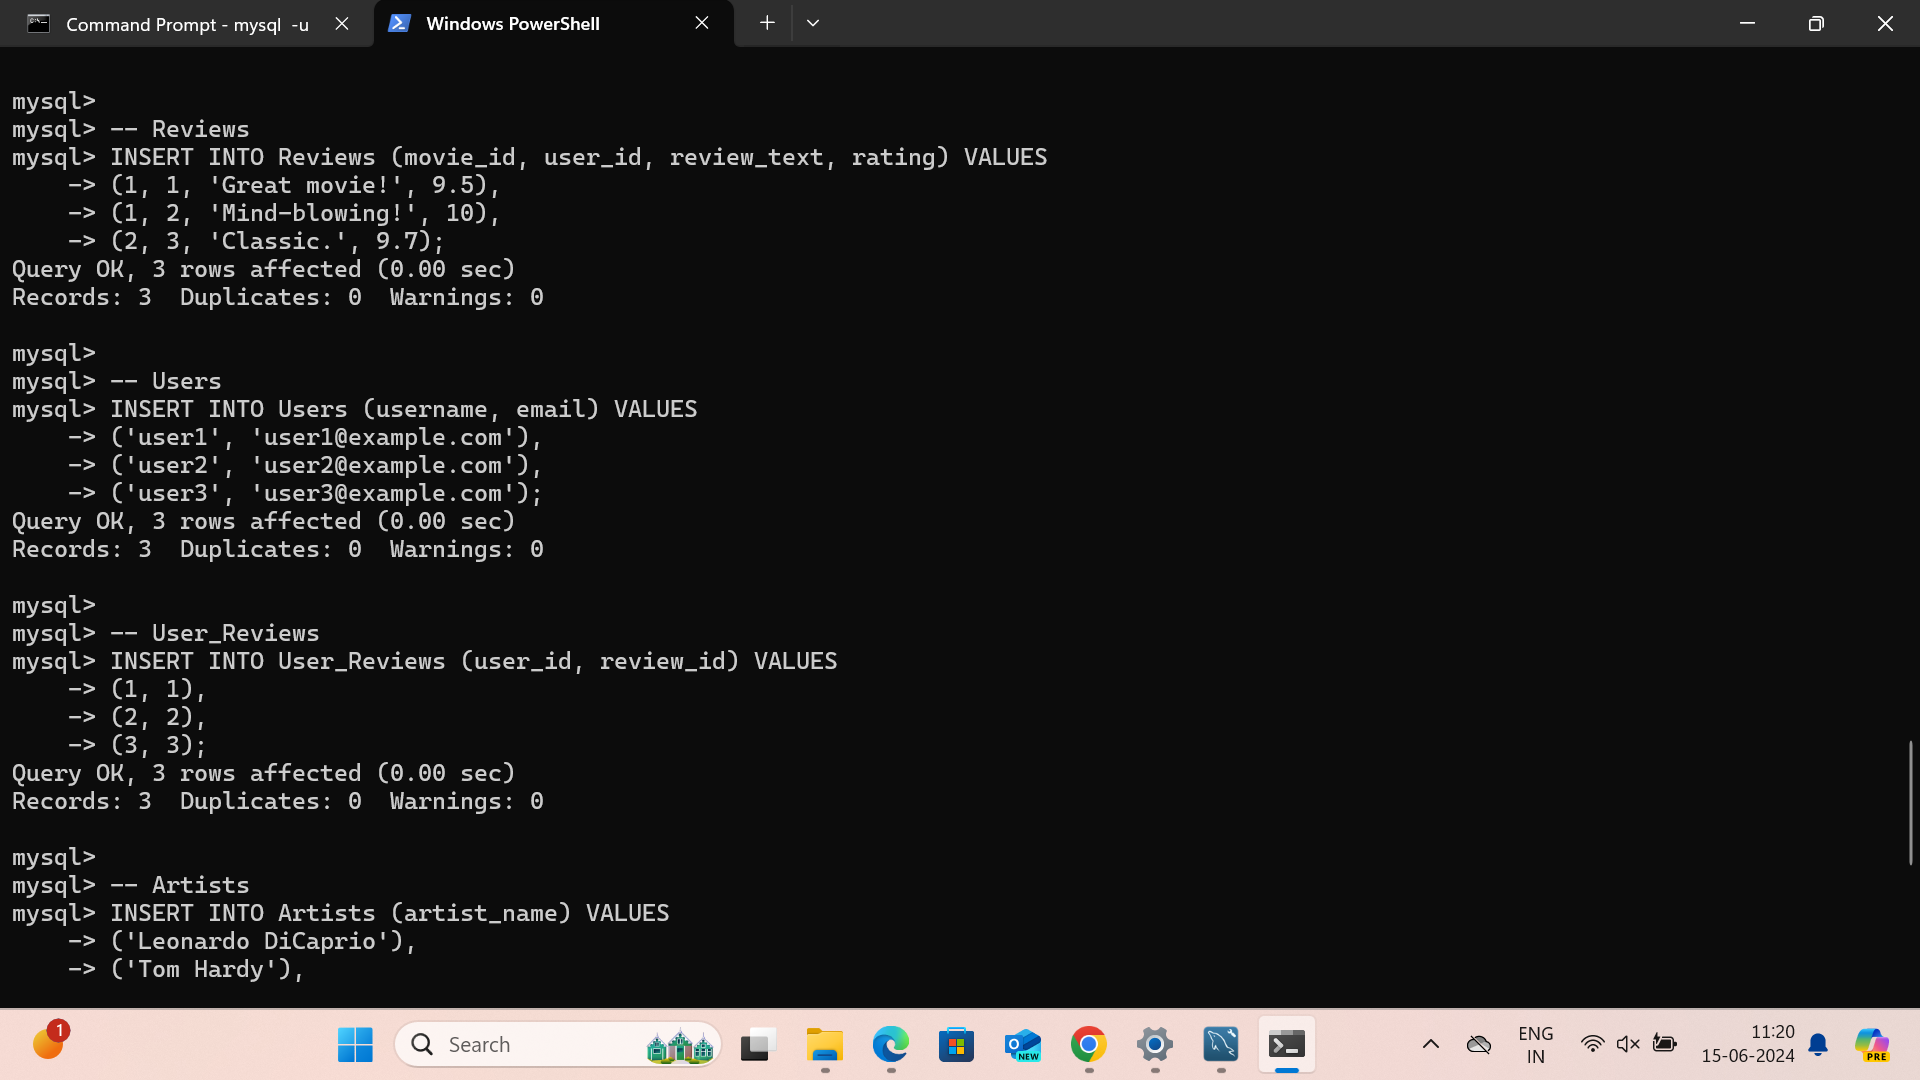 Command Prompt - mysql  -u
Windows PowerShell
mysql>
mysql> -- Reviews
mysql> INSERT INTO Reviews (movie_id, user_id, review_text, rating) VALUES
    -> (1, 1, 'Great movie!', 9.5),
    -> (1, 2, 'Mind-blowing!', 10),
    -> (2, 3, 'Classic.', 9.7);
Query OK, 3 rows affected (0.00 sec)
Records: 3  Duplicates: 0  Warnings: 0
mysql>
mysql> -- Users
mysql> INSERT INTO Users (username, email) VALUES
    -> ('user1', 'user1@example.com'),
    -> ('user2', 'user2@example.com'),
    -> ('user3', 'user3@example.com');
Query OK, 3 rows affected (0.00 sec)
Records: 3  Duplicates: 0  Warnings: 0
mysql>
mysql> -- User_Reviews
mysql> INSERT INTO User_Reviews (user_id, review_id) VALUES
    -> (1, 1),
    -> (2, 2),
    -> (3, 3);
Query OK, 3 rows affected (0.00 sec)
Records: 3  Duplicates: 0  Warnings: 0
mysql>
mysql> -- Artists
mysql> INSERT INTO Artists (artist_name) VALUES
    -> ('Leonardo DiCaprio'),
    -> ('Tom Hardy'),
1
Search
NEW
ENG
IN
11:20
15-06-2024
PRE